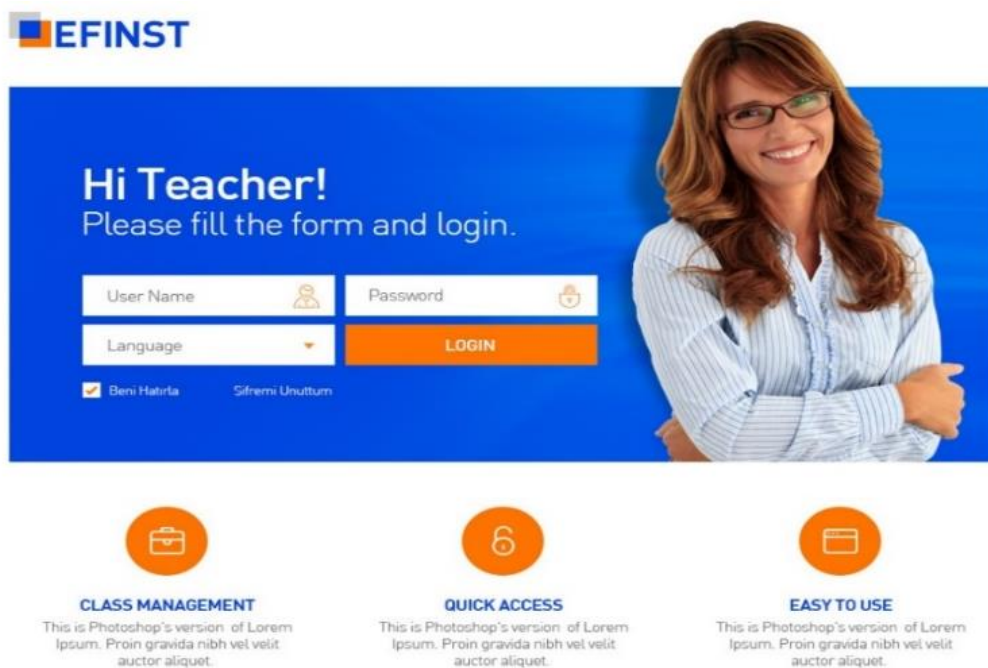 EFINST
Hi Teacher!
Please fill the form and login.
User Name
Password
Language
LOGIN
Beni Hatırla
Sifremi Unuttum
CLASS MANAGEMENT
This is Photoshop's version of Lorem
Ipsum. Proin gravida nibh vel velit
auctor aliquet.
QUICK ACCESS
This is Photoshop's version of Lorem
Ipsum. Proin gravida nibh vel velit
auctor aliquet.
EASY TO USE
This is Photoshop's version of Lorem
Ipsum. Proin gravida nibh vel velit
auctor aliquet.